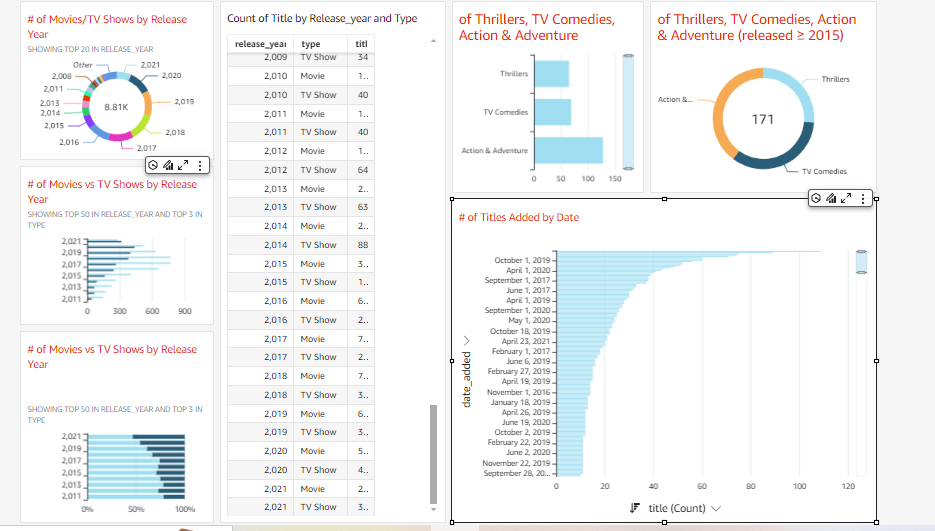 # of Movies/TV Shows by Release
Year
SHOWING TOP 20 IN RELEASE_YEAR
Other
2,021
2,008
2,020
2,011
2,019
2,013
2,014
8.81K
2,015
2,018
2,016
2,017
# of Movies vs TV Shows by Release
Year
SHOWING TOP 50 IN RELEASE_YEAR AND TOP 3 IN
TYPE
2,021
2,019
2,017
2,015
2,013
2,011
0 300 600 900
# of Movies vs TV Shows by Release
Year
SHOWING TOP 50 IN RELEASE_YEAR AND TOP 3 IN
TYPE
2,021
2,019
2,017
2,015
2,013
2,011
0% 50% 100%
Count of Title by Release_year and Type
release_year type titl
2,009 TV Show 34
2,010 Movie 1..
2,010 TV Show 40
2,011 Movie 1..
2,011 TV Show 40
2,012 Movie 1..
2,012 TV Show 64
2,013 Movie 2..
2,013 TV Show 63
2,014 Movie 2..
2,014 TV Show 88
2,015 Movie 3..
2,015 TV Show 1..
2,016 Movie 6..
2,016 TV Show 2..
2,017 Movie 7..
2,017 TV Show 2..
2,018 Movie 7..
2,018 TV Show 3..
2,019 Movie 6..
2,019 TV Show 3..
2,020 Movie 5..
2,020 TV Show 4..
2,021 Movie 2..
2,021 TV Show 3..
of Thrillers, TV Comedies,
Action & Adventure
Thrillers
TV Comedies
Action & Adventure
0 50 100 150
of Thrillers, TV Comedies, Action
& Adventure (released ≥ 2015)
Thrillers
Action &...
171
TV Comedies
# of Titles Added by Date
date_added
October 1, 2019
April 1, 2020
September 1, 2017
June 1, 2017
April 1, 2019
September 1, 2020
May 1, 2020
October 18, 2019
April 23, 2021
February 1, 2017
June 6, 2019
February 27, 2019
April 19, 2019
November 1, 2016
January 18, 2019
April 26, 2019
June 19, 2020
October 2, 2019
February 22, 2019
June 2, 2020
November 22, 2019
September 28, 20...
0 20 40 60 80 100 120
title (Count)